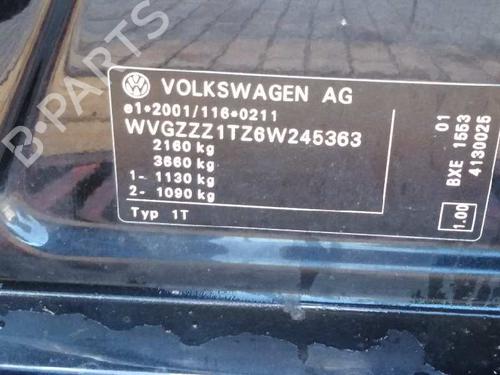 B-PARTS
VOLKSWAGEN AG
e1*2001/116*0211
WVGZZZ1TZ6W245363
2160 kg
3660 kg
1- 1130 kg
2- 1090 kg
Typ 1T
01
BXE 1553
4130025
1.00